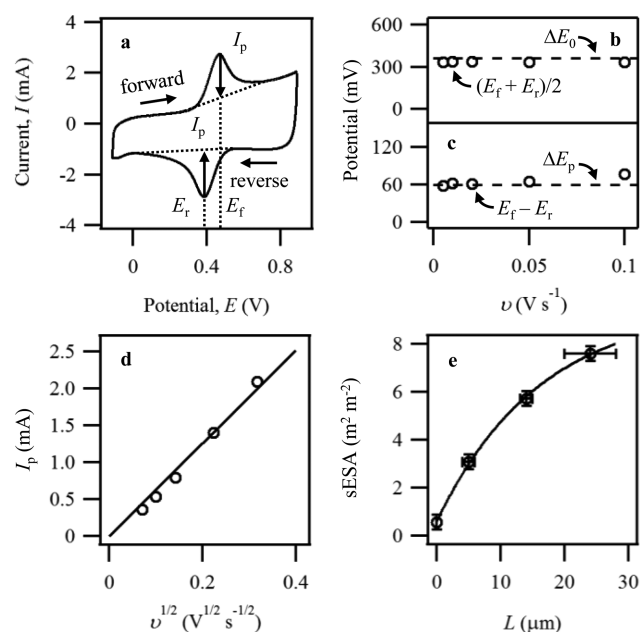 a
I_p
forward
I_p
reverse
E_r E_f
Current, I (mA)
4
2
0
-2
-4
0 0.4 0.8
Potential, E (V)
b
ΔE_0
(E_f + E_r)/2
300
0
c
ΔE_p
E_f − E_r
120
60
0
Potential (mV)
0 0.05 0.1
υ (V s⁻¹)
d
2.5
2.0
1.5
1.0
0.5
0
I_p (mA)
0 0.2 0.4
υ^1/2 (V^1/2 s^-1/2)
e
8
6
4
2
0
sESA (m² m⁻²)
0 10 20 30
L (μm)